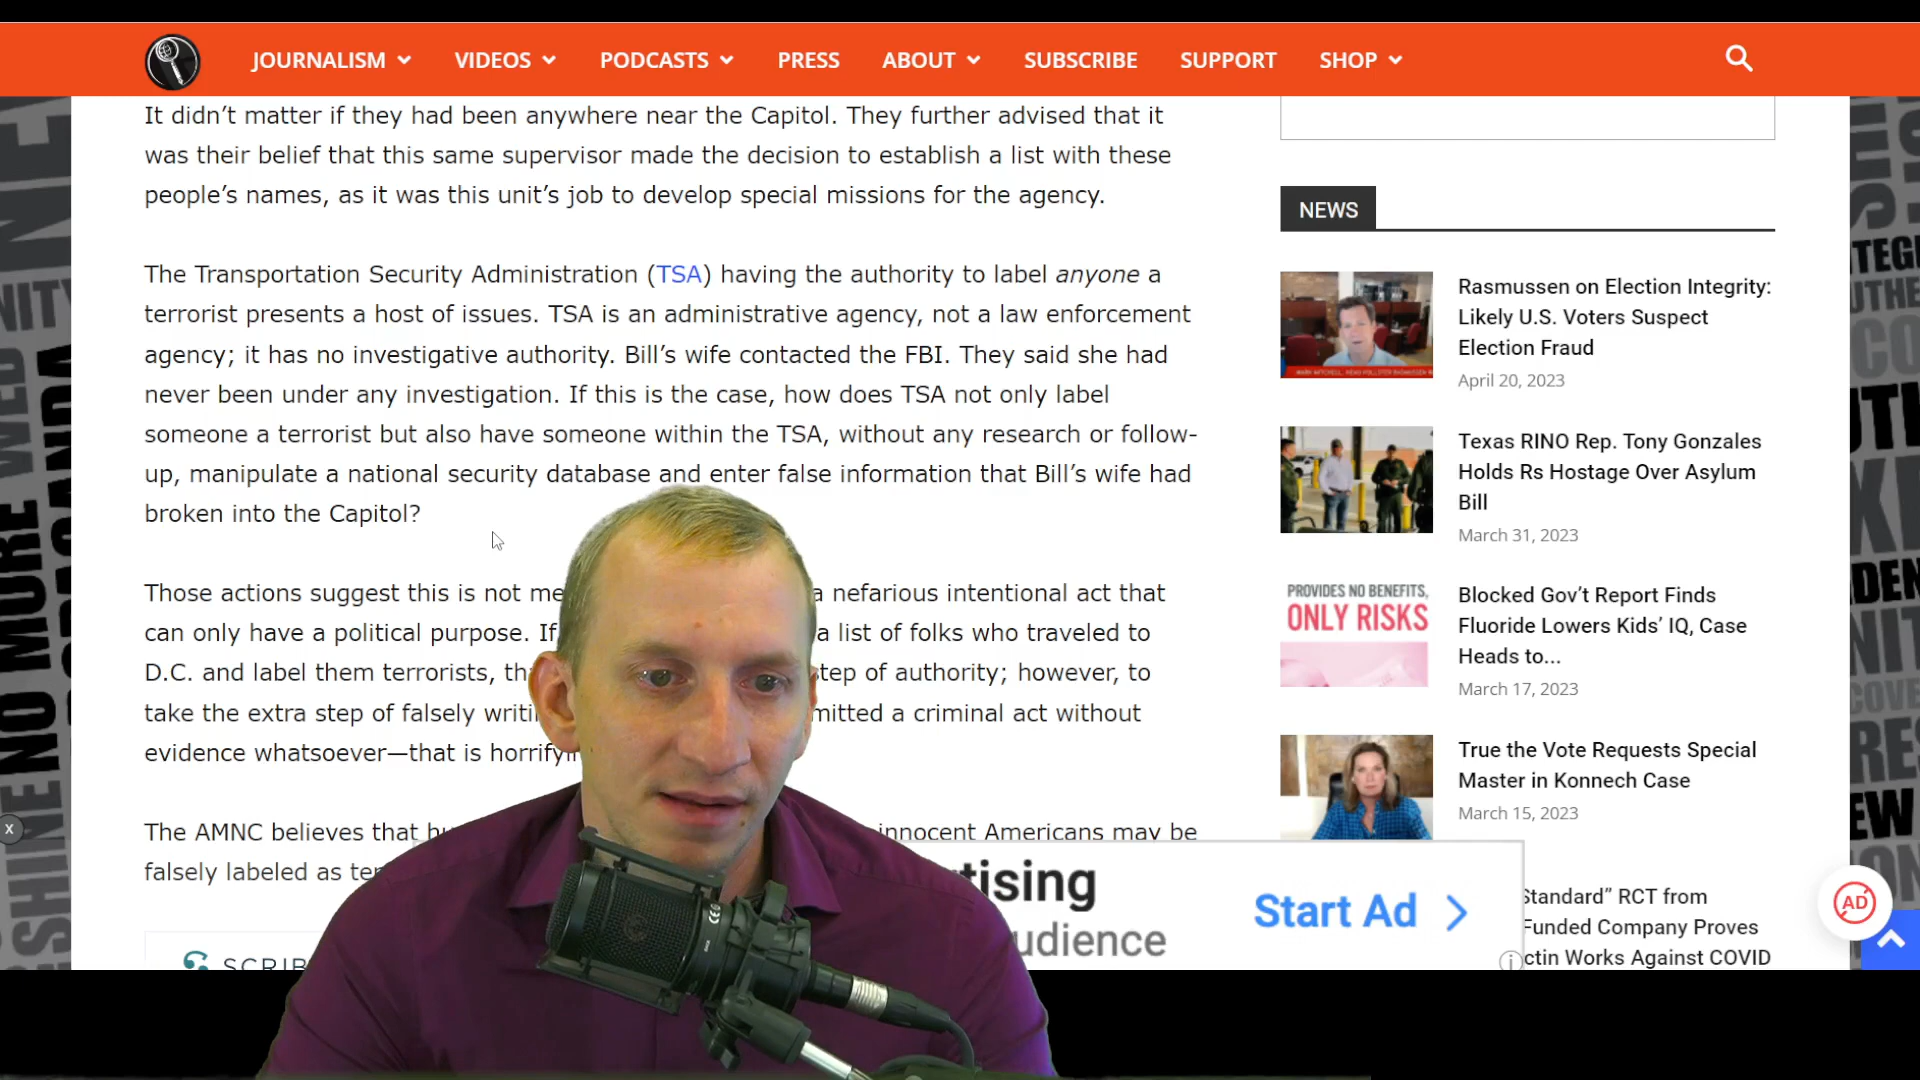 JOURNALISM VIDEOS PODCASTS PRESS ABOUT SUBSCRIBE SUPPORT SHOP
It didn’t matter if they had been anywhere near the Capitol. They further advised that it
was their belief that this same supervisor made the decision to establish a list with these
people’s names, as it was this unit’s job to develop special missions for the agency.
The Transportation Security Administration (TSA) having the authority to label anyone a
terrorist presents a host of issues. TSA is an administrative agency, not a law enforcement
agency; it has no investigative authority. Bill’s wife contacted the FBI. They said she had
never been under any investigation. If this is the case, how does TSA not only label
someone a terrorist but also have someone within the TSA, without any research or follow-
up, manipulate a national security database and enter false information that Bill’s wife had
broken into the Capitol?
Those actions suggest this is not a nefarious intentional act that
can only have a political purpose. If a list of folks who traveled to
D.C. and label them terrorists, of authority; however, to
take the extra step of falsely a criminal act without
evidence whatsoever—that is
The AMNC believes that innocent Americans may be
falsely labeled as
NEWS
Rasmussen on Election Integrity:
Likely U.S. Voters Suspect
Election Fraud
April 20, 2023
Texas RINO Rep. Tony Gonzales
Holds Rs Hostage Over Asylum
Bill
March 31, 2023
PROVIDES NO BENEFITS,
ONLY RISKS
Blocked Gov’t Report Finds
Fluoride Lowers Kids’ IQ, Case
Heads to...
March 17, 2023
True the Vote Requests Special
Master in Konnech Case
March 15, 2023
Standard” RCT from
Funded Company Proves
Works Against COVID
Start Ad
AD
x
NO MORE